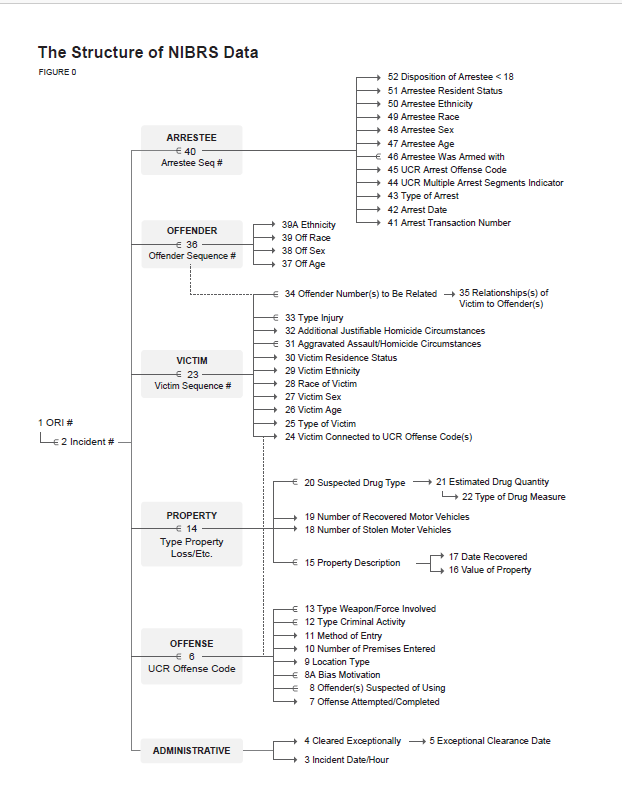 The Structure of NIBRS Data
FIGURE 0
52 Disposition of Arrestee < 18
51 Arrestee Resident Status
50 Arrestee Ethnicity
49 Arrestee Race
48 Arrestee Sex
47 Arrestee Age
46 Arrestee Was Armed with
45 UCR Arrest Offense Code
44 UCR Multiple Arrest Segments Indicator
43 Type of Arrest
42 Arrest Date
41 Arrest Transaction Number
ARRESTEE
40
Arrestee Seq #
OFFENDER
36
Offender Sequence #
39A Ethnicity
39 Off Race
38 Off Sex
37 Off Age
34 Offender Number(s) to Be Related
35 Relationships(s) of
Victim to Offender(s)
33 Type Injury
32 Additional Justifiable Homicide Circumstances
31 Aggravated Assault/Homicide Circumstances
30 Victim Residence Status
29 Victim Ethnicity
28 Race of Victim
27 Victim Sex
26 Victim Age
25 Type of Victim
24 Victim Connected to UCR Offense Code(s)
VICTIM
23
Victim Sequence #
1 ORI #
2 Incident #
PROPERTY
14
Type Property
Loss/Etc.
20 Suspected Drug Type
21 Estimated Drug Quantity
22 Type of Drug Measure
19 Number of Recovered Motor Vehicles
18 Number of Stolen Moter Vehicles
15 Property Description
17 Date Recovered
16 Value of Property
OFFENSE
6
UCR Offense Code
13 Type Weapon/Force Involved
12 Type Criminal Activity
11 Method of Entry
10 Number of Premises Entered
9 Location Type
8A Bias Motivation
8 Offender(s) Suspected of Using
7 Offense Attempted/Completed
ADMINISTRATIVE
4 Cleared Exceptionally
5 Exceptional Clearance Date
3 Incident Date/Hour